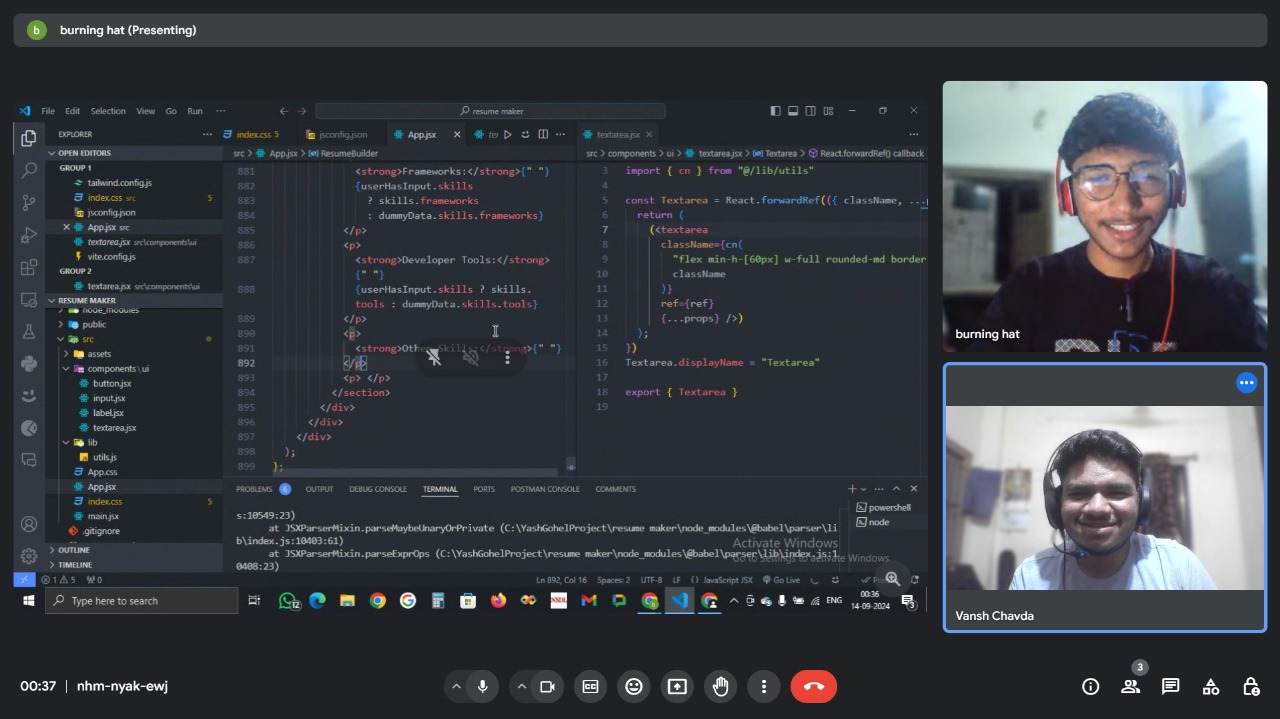 b burning hat (Presenting)
File Edit Selection View Go Run ... resume maker
EXPLORER ...
OPEN EDITORS
GROUP 1
tailwind.config.js
index.css src 5
jsconfig.json
App.jsx src
textarea.jsx src\components\ui
vite.config.js
GROUP 2
textarea.jsx src\components\ui
RESUME MAKER
node_modules
public
src
assets
components\ui
button.jsx
input.jsx
label.jsx
textarea.jsx
lib
utils.js
App.css
App.jsx
index.css 5
main.jsx
.gitignore
OUTLINE
TIMELINE
index.css 5 jsconfig.json App.jsx
src > App.jsx > ResumeBuilder
881 <strong>Frameworks:</strong>{" "}
882 {userHasInput.skills
883 ? skills.frameworks
884 : dummyData.skills.frameworks}
885 </p>
886 <p>
887 <strong>Developer Tools:</strong>
{" "}
888 {userHasInput.skills ? skills.
tools : dummyData.skills.tools}
889 </p>
890 <p>
891 <strong>Other Skills:</strong>{" "}
892 </p>
893 <p> </p>
894 </section>
895 </div>
896 </div>
897 </div>
898 );
899 };
textarea.jsx
src > components > ui > textarea.jsx > Textarea > React.forwardRef() callback
3 import { cn } from "@/lib/utils"
4
5 const Textarea = React.forwardRef(({ className, ...p
6 return (
7 (<textarea
8 className={cn(
9 "flex min-h-[60px] w-full rounded-md border
10 className
11 )}
12 ref={ref}
13 {...props} />)
14 );
15 })
16 Textarea.displayName = "Textarea"
17
18 export { Textarea }
19
PROBLEMS 6 OUTPUT DEBUG CONSOLE TERMINAL PORTS POSTMAN CONSOLE COMMENTS
s:10549:23)
at JSXParserMixin.parseMaybeUnaryOrPrivate (C:\YashGohelProject\resume maker\node_modules\@babel\parser\li
b\index.js:10403:61)
at JSXParserMixin.parseExprOps (C:\YashGohelProject\resume maker\node_modules\@babel\parser\lib\index.js:1
0408:23)
powershell
node
Activate Windows
Go to Settings to activate Windows.
1 5 0 Ln 892, Col 16 Spaces: 2 UTF-8 LF {} JavaScript JSX Go Live
Type here to search 12 NSDL ENG 00:36
14-09-2024 3
burning hat
Vansh Chavda
00:37 | nhm-nyak-ewj
3